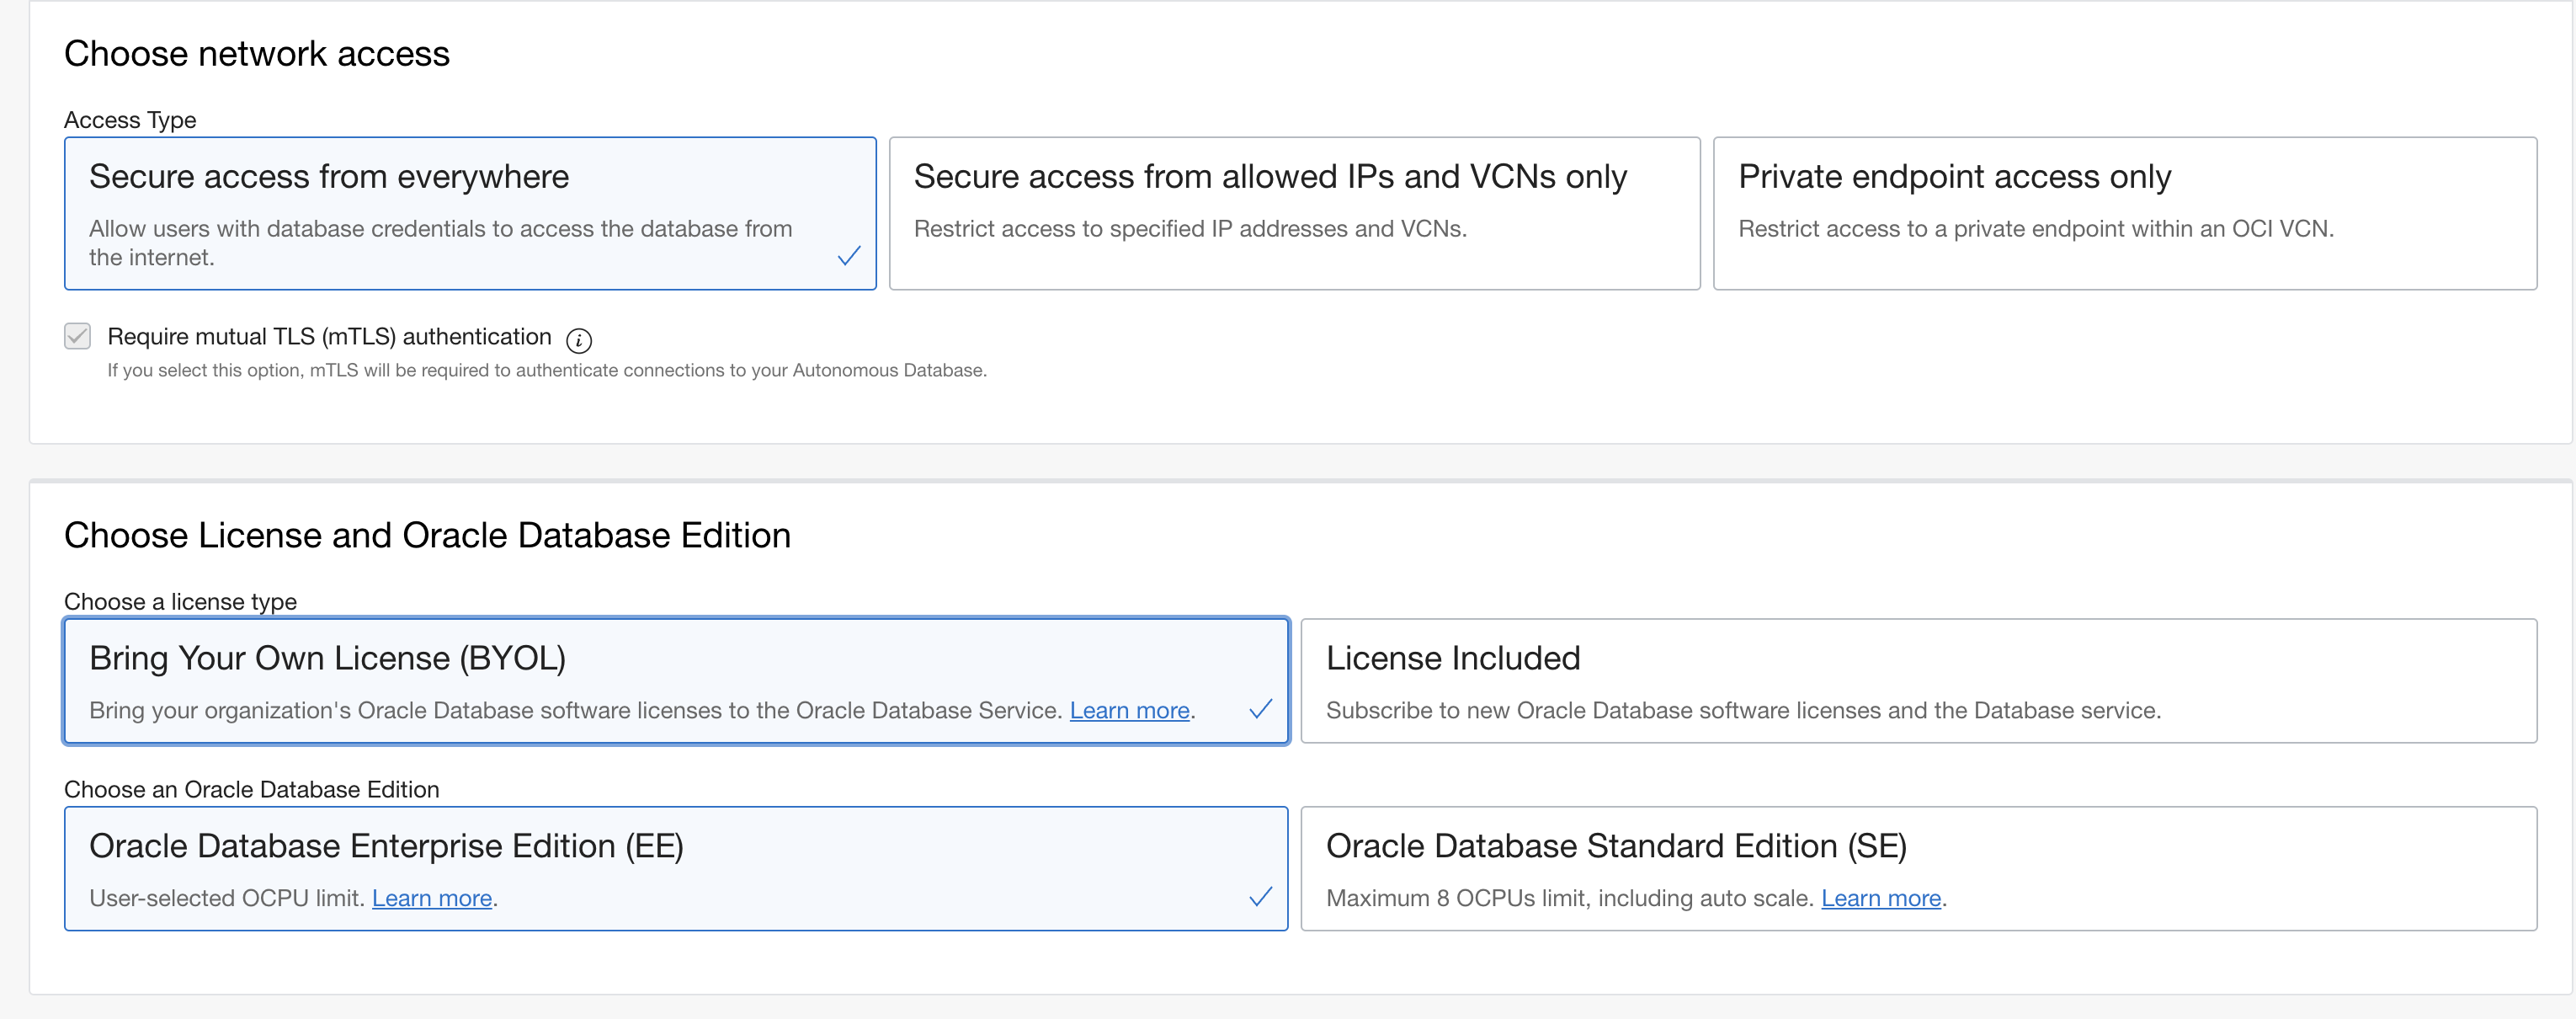 Choose network access
Access Type
Secure access from everywhere
Allow users with database credentials to access the database from
the internet.
Secure access from allowed IPs and VCNs only
Restrict access to specified IP addresses and VCNs.
Private endpoint access only
Restrict access to a private endpoint within an OCI VCN.
Require mutual TLS (mTLS) authentication i
If you select this option, mTLS will be required to authenticate connections to your Autonomous Database.
Choose License and Oracle Database Edition
Choose a license type
Bring Your Own License (BYOL)
Bring your organization's Oracle Database software licenses to the Oracle Database Service. Learn more.
License Included
Subscribe to new Oracle Database software licenses and the Database service.
Choose an Oracle Database Edition
Oracle Database Enterprise Edition (EE)
User-selected OCPU limit. Learn more.
Oracle Database Standard Edition (SE)
Maximum 8 OCPUs limit, including auto scale. Learn more.